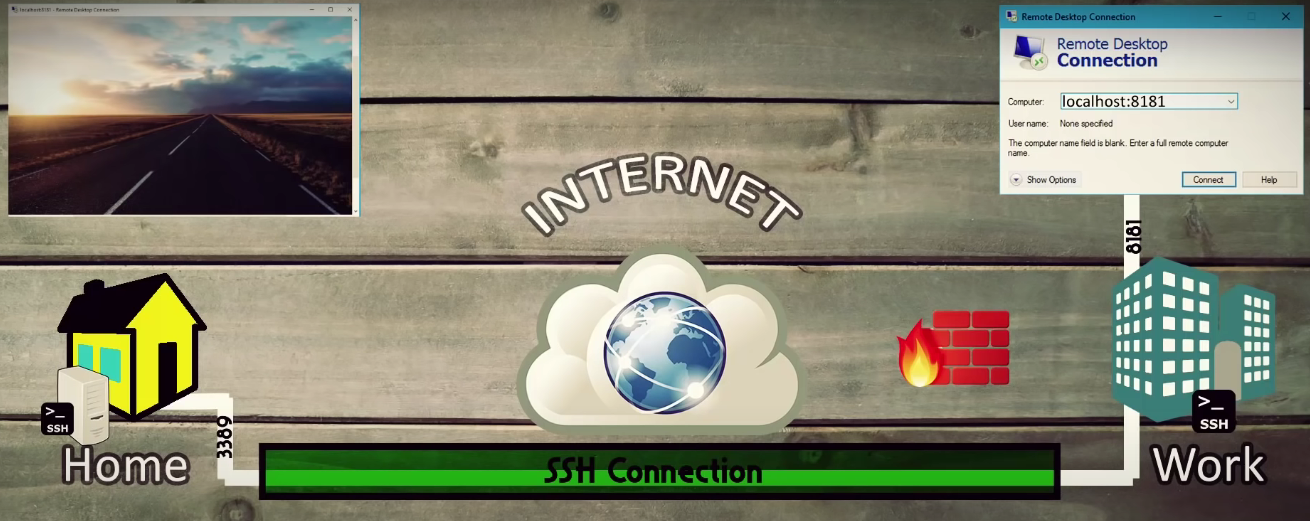 localhost:8181 - Remote Desktop Connection
Remote Desktop Connection
Remote Desktop
Connection
Computer:
localhost:8181
User name: None specified
The computer name field is blank. Enter a full remote computer
name.
Show Options
Connect
Help
INTERNET
8181
>_
SSH
Home
3389
SSH Connection
>_
SSH
Work